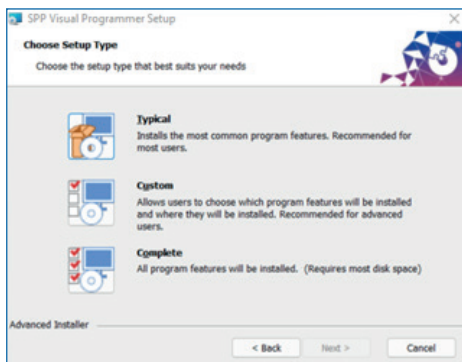 SPP Visual Programmer Setup
Choose Setup Type
Choose the setup type that best suits your needs
Typical
Installs the most common program features. Recommended for
most users.
Custom
Allows users to choose which program features will be installed
and where they will be installed. Recommended for advanced
users.
Complete
All program features will be installed. (Requires most disk space)
Advanced Installer
< Back
Next >
Cancel